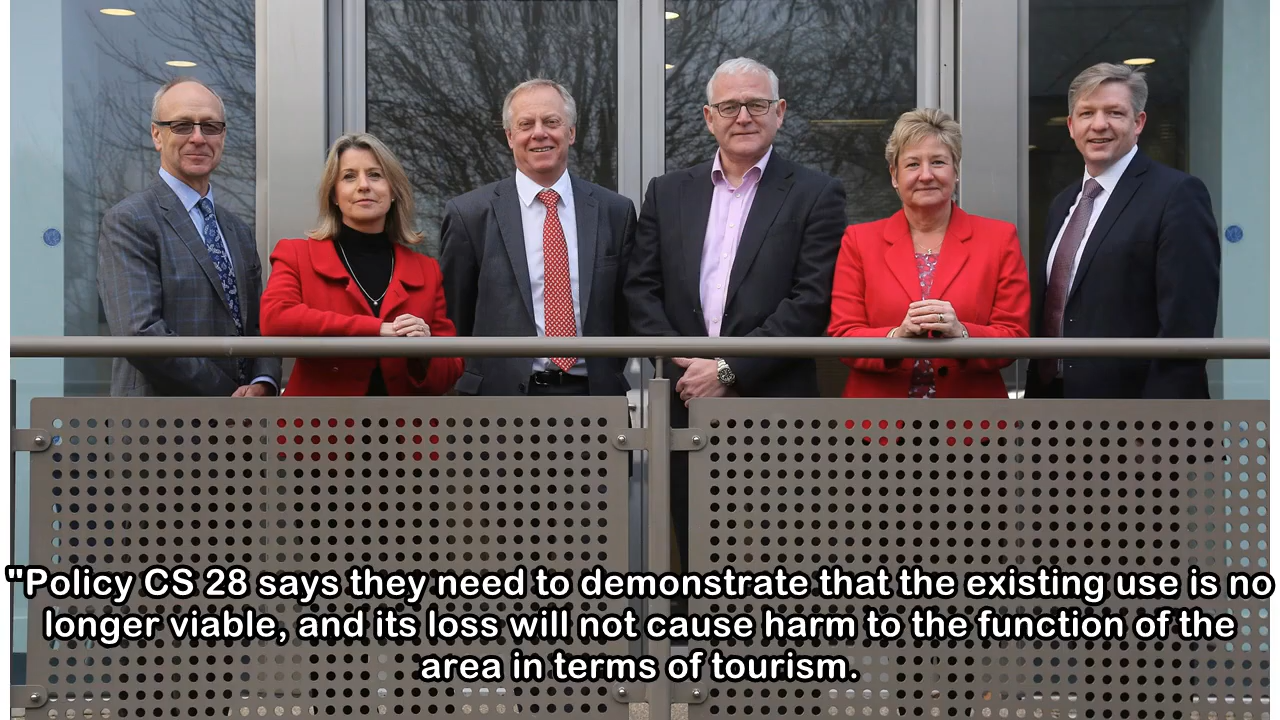 "Policy CS 28 says they need to demonstrate that the existing use is no
longer viable, and its loss will not cause harm to the function of the
area in terms of tourism.